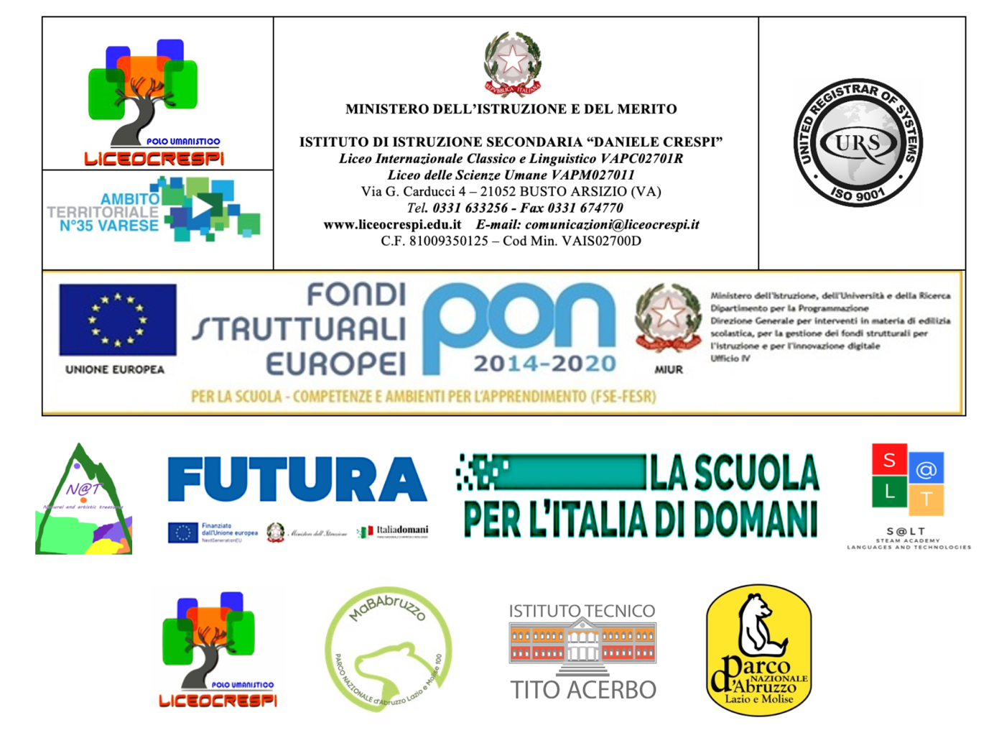 POLO UMANISTICO
LICEOCRESPI
AMBITO
TERRITORIALE
N°35 VARESE
REPVBBLICA ITALIANA
MINISTERO DELL’ISTRUZIONE E DEL MERITO
ISTITUTO DI ISTRUZIONE SECONDARIA “DANIELE CRESPI”
Liceo Internazionale Classico e Linguistico VAPC02701R
Liceo delle Scienze Umane VAPM027011
Via G. Carducci 4 – 21052 BUSTO ARSIZIO (VA)
Tel. 0331 633256 - Fax 0331 674770
www.liceocrespi.edu.it E-mail: comunicazioni@liceocrespi.it
C.F. 81009350125 – Cod Min. VAIS02700D
UNITED REGISTRAR OF SYSTEMS
URS
• ISO 9001 •
UNIONE EUROPEA
FONDI
STRUTTURALI
EUROPEI
pon
2014-2020
MIUR
Ministero dell'Istruzione, dell'Università e della Ricerca
Dipartimento per la Programmazione
Direzione Generale per interventi in materia di edilizia
scolastica, per la gestione dei fondi strutturali per
l'istruzione e per l'innovazione digitale
Ufficio IV
PER LA SCUOLA - COMPETENZE E AMBIENTI PER L'APPRENDIMENTO (FSE-FESR)
N@T
Natural and artistic treasures
FUTURA
Finanziato
dall'Unione europea
NextGenerationEU
Ministero dell'Istruzione
Italiadomani
LA SCUOLA
PER L'ITALIA DI DOMANI
S @
L T
S@LT
STEAM ACADEMY
LANGUAGES AND TECHNOLOGIES
POLO UMANISTICO
LICEOCRESPI
MaBAbruzzo
PARCO NAZIONALE d'Abruzzo Lazio e Molise 100
ISTITUTO TECNICO
TITO ACERBO
Parco
NAZIONALE
d'Abruzzo
Lazio e Molise